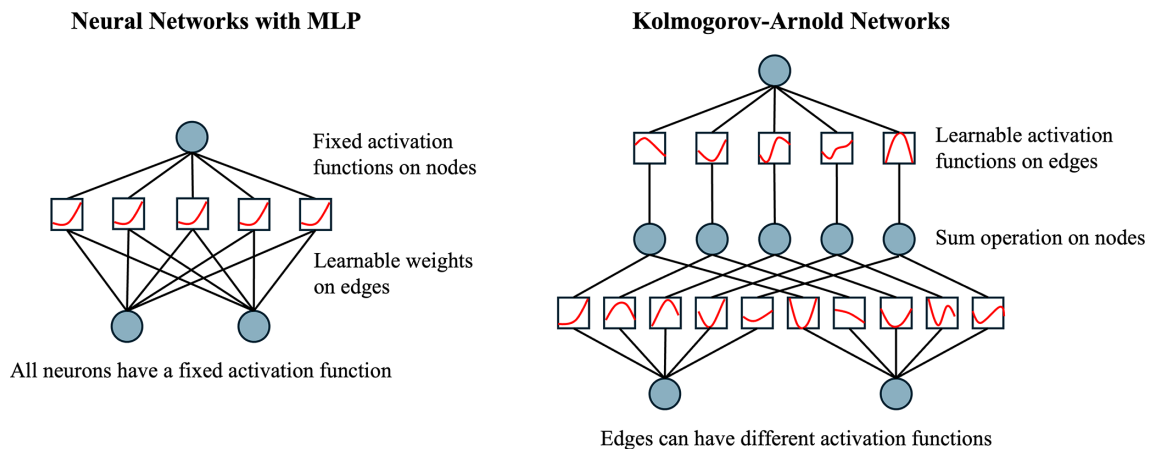 Neural Networks with MLP
Fixed activation
functions on nodes
Learnable weights
on edges
All neurons have a fixed activation function
Kolmogorov-Arnold Networks
Learnable activation
functions on edges
Sum operation on nodes
Edges can have different activation functions